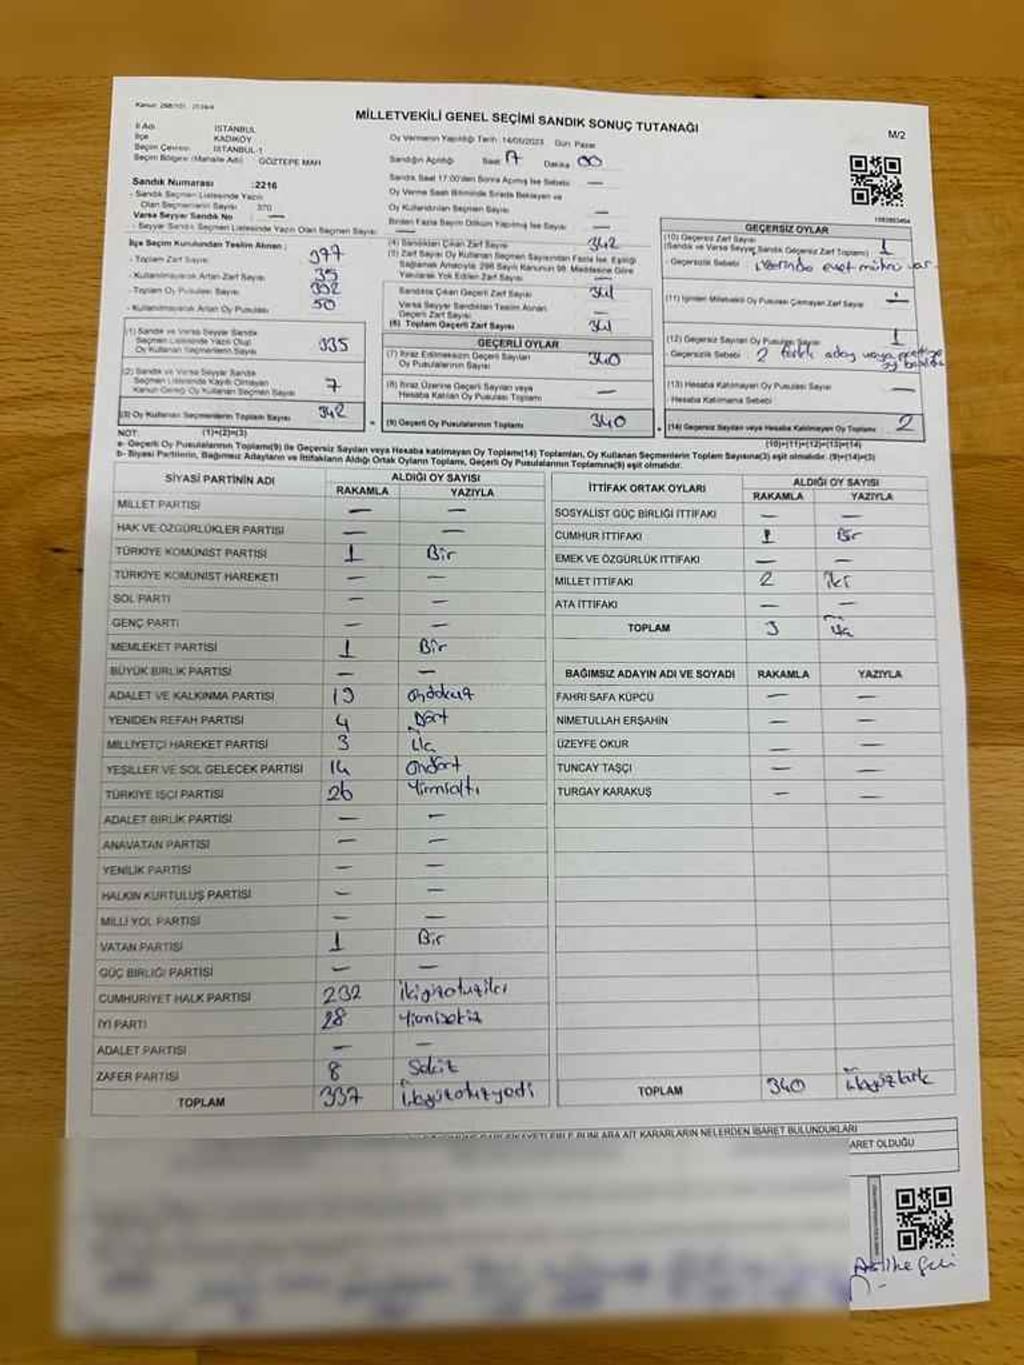 Kanun: 298/101, 2839/4
MİLLETVEKİLİ GENEL SEÇİMİ SANDIK SONUÇ TUTANAĞI
M/2
İl Adı İSTANBUL
İlçe KADIKÖY
Seçim Çevresi İSTANBUL-1
Seçim Bölgesi (Mahalle Adı) GÖZTEPE MAH
Oy Vermenin Yapıldığı Tarih 14/05/2023 Gün Pazar
Sandığın Açıldığı Saat 17 Dakika 00
Sandık Saat 17:00'den Sonra Açılmış İse Sebebi —
Oy Verme Saati Bitiminde Sırada Bekleyen ve
Oy Kullandırılan Seçmen Sayısı —
Birden Fazla Seçim Döküm Yapılmış İse Sayısı —
Sandık Numarası :2216
- Sandık Seçmen Listesinde Yazılı
Olan Seçmenlerin Sayısı 370
Varsa Seyyar Sandık No —
- Seyyar Seçmen Listesinde Yazılı Olan Seçmen Sayısı —
İlçe Seçim Kurulundan Teslim Alınan :
- Toplam Zarf Sayısı
- Kullanılmayarak Artan Zarf Sayısı 35
- Toplam Oy Pusulası Sayısı
- Kullanılmayarak Artan Oy Pusulası 50
(1) Sandık ve Varsa Seyyar Sandık
Seçmen Listesinde Yazılı Olup
Oy Kullanan Seçmenlerin Sayısı 335
(2) Sandık ve Varsa Seyyar Sandık
Seçmen Listesinde Kayıtlı Olmayan
Kanun Gereği Oy Kullanan Seçmen Sayısı 7
(3) Oy Kullanan Seçmenlerin Toplam Sayısı 342
(1)+(2)=(3)
(4) Sandıktan Çıkan Zarf Sayısı 342
(5) Zarf Sayısı Oy Kullanan Seçmen Sayısından Fazla İse, Eşitliği
Sağlamak Amacıyla 298 Sayılı Kanunun 98. Maddesine Göre
Yakılarak Yok Edilen Zarf Sayısı —
Sandıkta Çıkan Geçerli Zarf Sayısı 341
Varsa Seyyar Sandıktan Teslim Alınan
Geçerli Zarf Sayısı —
(6) Toplam Geçerli Zarf Sayısı 341
GEÇERLİ OYLAR
(7) İtiraz Edilmeksizin Geçerli Sayılan
Oy Pusulalarının Sayısı 340
(8) İtiraz Üzerine Geçerli Sayılan veya
Hesaba Katılan Oy Pusulası Toplamı —
(9) Geçerli Oy Pusulalarının Toplamı 340
GEÇERSİZ OYLAR
(10) Geçersiz Zarf Sayısı 1
(Sandık ve Varsa Seyyar Sandık Geçersiz Zarf Toplamı)
- Geçersizlik Sebebi : üzerinde evet mührü var.
(11) İçinden Milletvekili Oy Pusulası Çıkmayan Zarf Sayısı —
(12) Geçersiz Sayılan Oy Pusulası Sayısı 1
- Geçersizlik Sebebi 2 farklı aday veya partiye
(13) Hesaba Katılmayan Oy Pusulası Sayısı —
- Hesaba Katılmama Sebebi
(14) Geçersiz Sayılan veya Hesaba Katılmayan Oy Toplamı 2
(10)+(11)+(12)+(13)=(14)
NOT:
a- Geçerli Oy Pusulalarının Toplamı(9) ile Geçersiz Sayılan veya Hesaba katılmayan Oy Toplamı(14) Toplamları, Oy Kullanan Seçmenlerin Toplam Sayısına(3) eşit olmalıdır. (9)+(14)=(3)
b- Siyasi Partilerin, Bağımsız Adayların ve İttifakların Aldığı Ortak Oyların Toplamı, Geçerli Oy Pusulalarının Toplamına(9) eşit olmalıdır.
SİYASİ PARTİNİN ADI ALDIĞI OY SAYISI
RAKAMLA YAZIYLA
MİLLET PARTİSİ — —
HAK VE ÖZGÜRLÜKLER PARTİSİ — —
TÜRKİYE KOMÜNİST PARTİSİ 1 Bir
TÜRKİYE KOMÜNİST HAREKETİ — —
SOL PARTİ — —
GENÇ PARTİ — —
MEMLEKET PARTİSİ 1 Bir
BÜYÜK BİRLİK PARTİSİ — —
ADALET VE KALKINMA PARTİSİ 19 Ondokuz
YENİDEN REFAH PARTİSİ 4 Dört
MİLLİYETÇİ HAREKET PARTİSİ 3 Üç
YEŞİLLER VE SOL GELECEK PARTİSİ 14 Ondört
TÜRKİYE İŞÇİ PARTİSİ 26 Yirmialtı
ADALET BİRLİK PARTİSİ — —
ANAVATAN PARTİSİ — —
YENİLİK PARTİSİ — —
HALKIN KURTULUŞ PARTİSİ — —
MİLLİ YOL PARTİSİ — —
VATAN PARTİSİ 1 Bir
GÜÇ BİRLİĞİ PARTİSİ — —
CUMHURİYET HALK PARTİSİ 232 İkiyüzotuziki
İYİ PARTİ 28 Yirmisekiz
ADALET PARTİSİ — —
ZAFER PARTİSİ 8 Sekiz
TOPLAM 337 Üçyüzotuzyedi
İTTİFAK ORTAK OYLARI ALDIĞI OY SAYISI
RAKAMLA YAZIYLA
SOSYALİST GÜÇ BİRLİĞİ İTTİFAKI — —
CUMHUR İTTİFAKI 1 Bir
EMEK VE ÖZGÜRLÜK İTTİFAKI — —
MİLLET İTTİFAKI 2 İki
ATA İTTİFAKI — —
TOPLAM 3 Üç
BAĞIMSIZ ADAYIN ADI VE SOYADI RAKAMLA YAZIYLA
FAHRİ SAFA KÜPCÜ — —
NİMETULLAH ERŞAHİN — —
ÜZEYFE OKUR — —
TUNCAY TAŞÇI — —
TURGAY KARAKUŞ — —
TOPLAM 340 Üçyüzkırk
KARARLARIN NELERDEN İBARET BULUNDUKLARI
ARET OLDUĞU